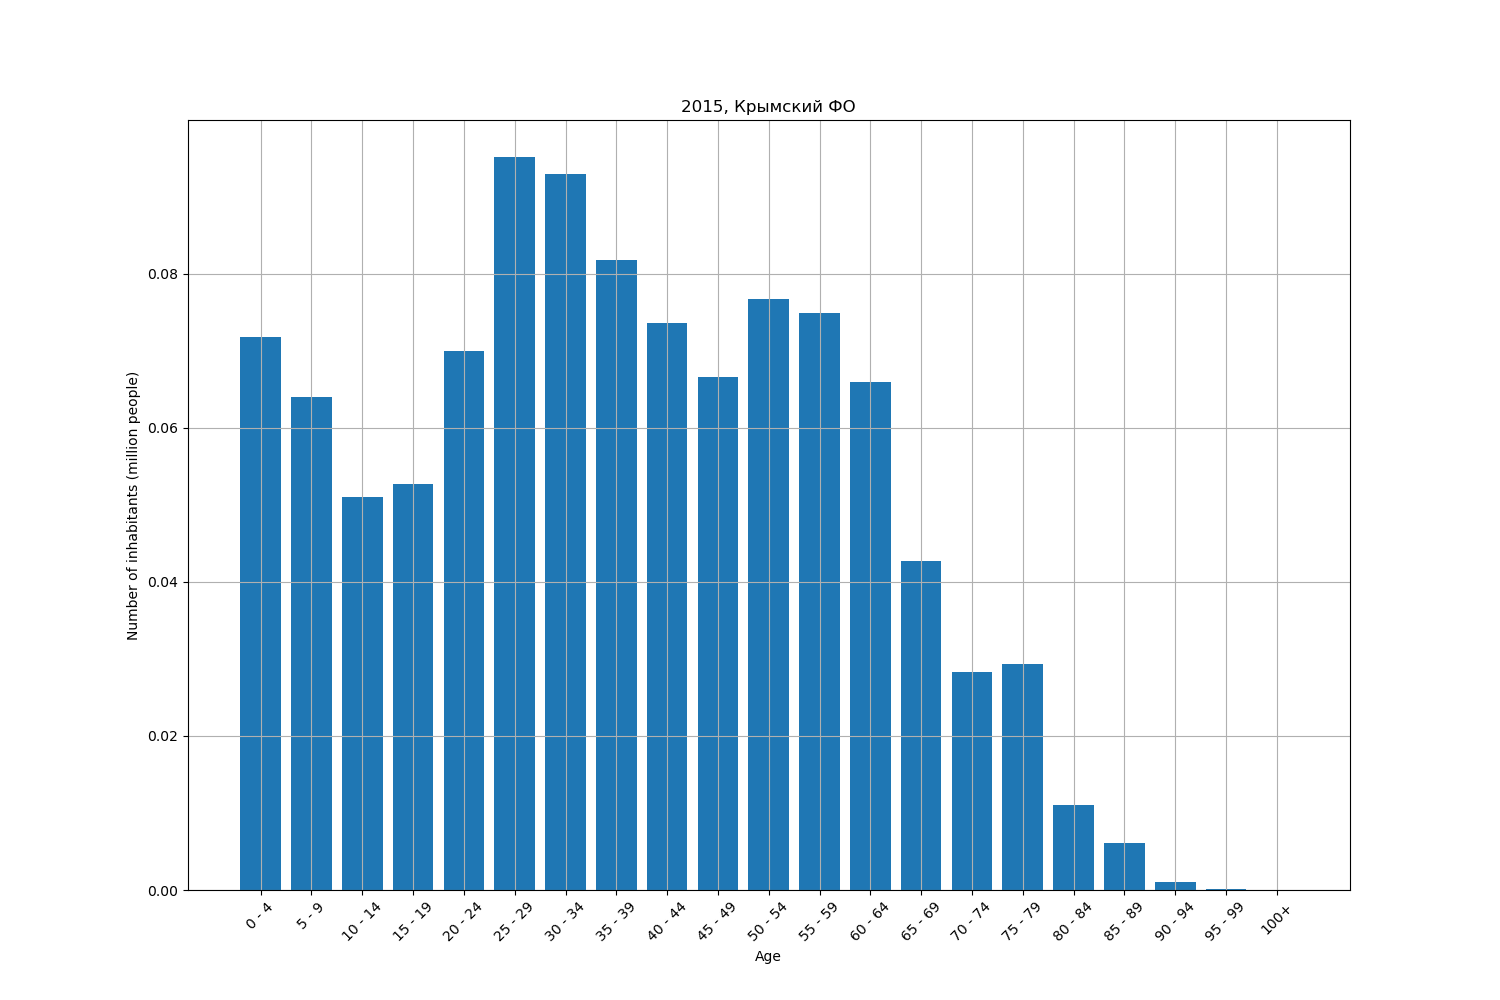 2015, Крымский ФО
Number of inhabitants (million people)
0.08
0.06
0.04
0.02
0.00
0 - 4
5 - 9
10 - 14
15 - 19
20 - 24
25 - 29
30 - 34
35 - 39
40 - 44
45 - 49
50 - 54
55 - 59
60 - 64
65 - 69
70 - 74
75 - 79
80 - 84
85 - 89
90 - 94
95 - 99
100+
Age